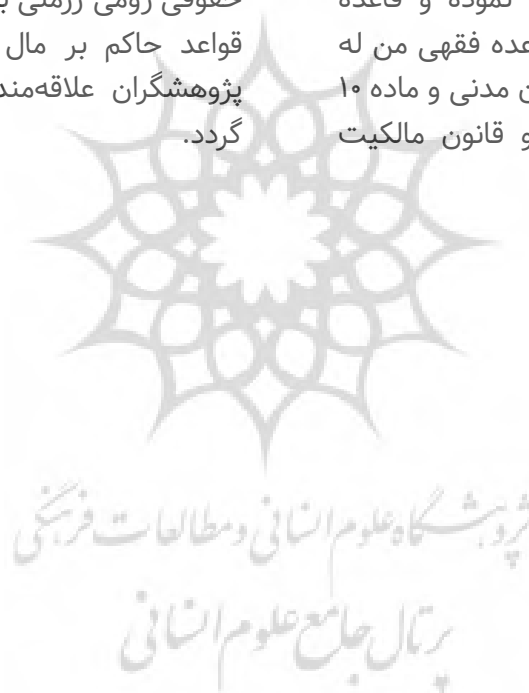 نموده و قاعده
عده فقهی من له
ن مدنی و ماده ۱۰
و قانون مالکیت
حقوقی رومی ژرمنی ب
قواعد حاکم بر مال
پژوهشگران علاقه‌مند
گردد.
پژوهشگاه علوم انسانی و مطالعات فرهنگی
پرتال جامع علوم انسانی